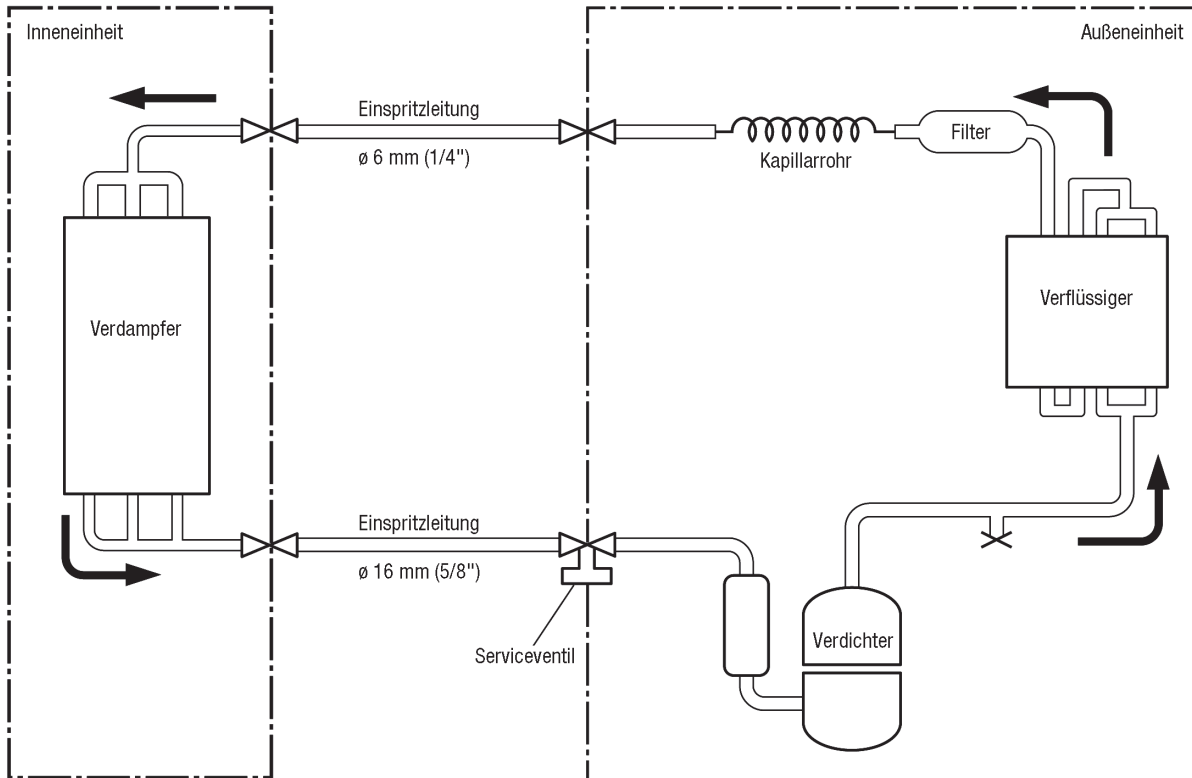 Inneneinheit
Außeneinheit
Einspritzleitung
ø 6 mm (1/4")
Kapillarrohr
Filter
Verdampfer
Verflüssiger
Einspritzleitung
ø 16 mm (5/8")
Serviceventil
Verdichter